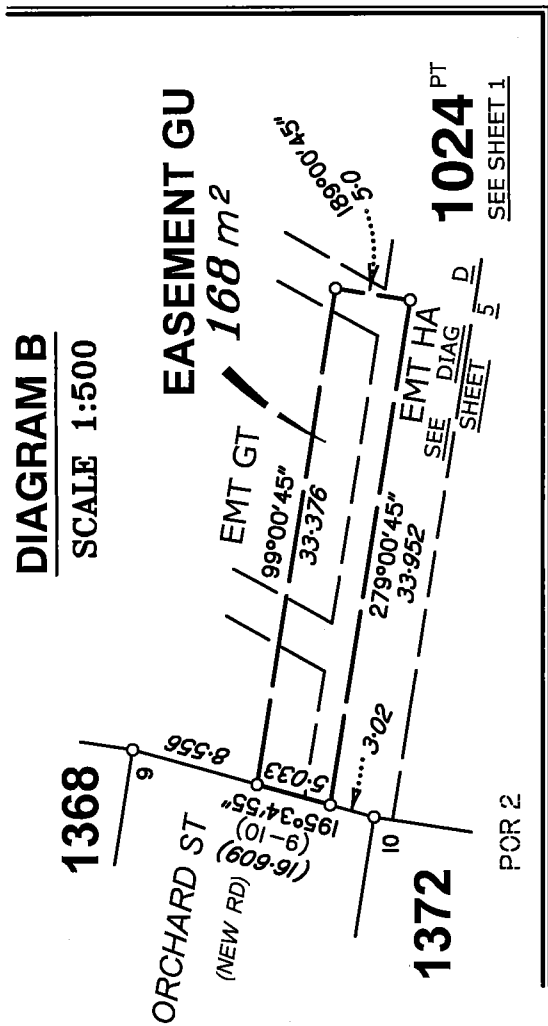 DIAGRAM B
SCALE 1:500
EASEMENT GU
168 m²
1368
9
8·556
ORCHARD ST
(NEW RD)
(16·609)
(9–10)
195°34'55"
5·033
EMT GT
99°00'45"
33·376
189°00'45"
5·0
1024 PT
SEE SHEET 1
279°00'45"
33·952
EMT HA
SEE DIAG D
SHEET 5
3·02
10
1372
POR 2